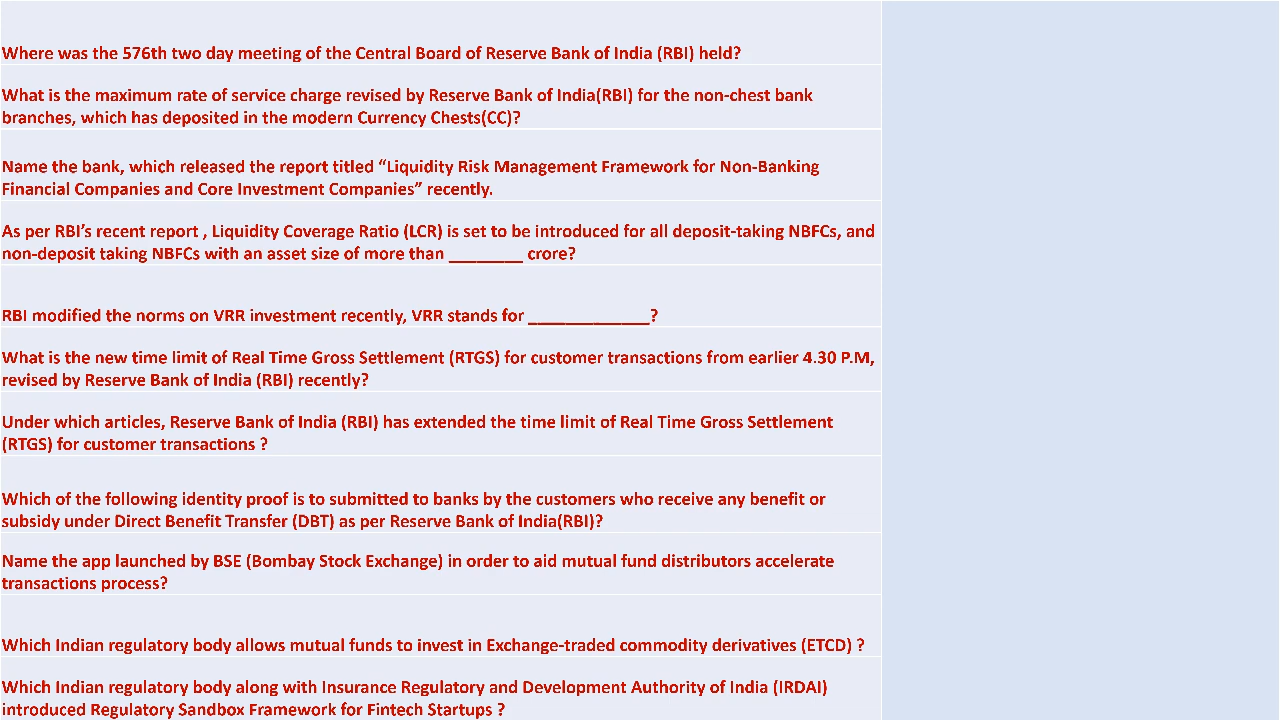 Where was the 576th two day meeting of the Central Board of Reserve Bank of India (RBI) held?
What is the maximum rate of service charge revised by Reserve Bank of India(RBI) for the non-chest bank
branches, which has deposited in the modern Currency Chests(CC)?
Name the bank, which released the report titled “Liquidity Risk Management Framework for Non-Banking
Financial Companies and Core Investment Companies” recently.
As per RBI’s recent report , Liquidity Coverage Ratio (LCR) is set to be introduced for all deposit-taking NBFCs, and
non-deposit taking NBFCs with an asset size of more than ________ crore?
RBI modified the norms on VRR investment recently, VRR stands for _____________?
What is the new time limit of Real Time Gross Settlement (RTGS) for customer transactions from earlier 4.30 P.M,
revised by Reserve Bank of India (RBI) recently?
Under which articles, Reserve Bank of India (RBI) has extended the time limit of Real Time Gross Settlement
(RTGS) for customer transactions ?
Which of the following identity proof is to submitted to banks by the customers who receive any benefit or
subsidy under Direct Benefit Transfer (DBT) as per Reserve Bank of India(RBI)?
Name the app launched by BSE (Bombay Stock Exchange) in order to aid mutual fund distributors accelerate
transactions process?
Which Indian regulatory body allows mutual funds to invest in Exchange-traded commodity derivatives (ETCD) ?
Which Indian regulatory body along with Insurance Regulatory and Development Authority of India (IRDAI)
introduced Regulatory Sandbox Framework for Fintech Startups ?